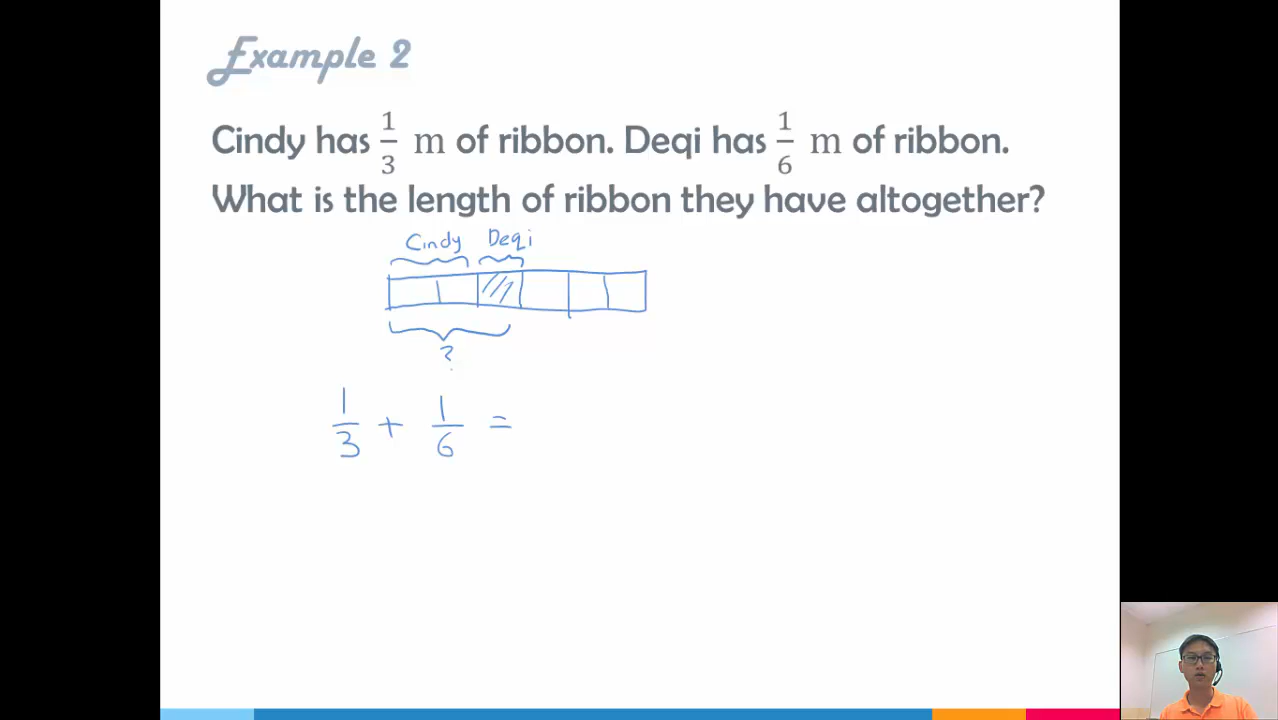 Example 2
Cindy has 1/3 m of ribbon. Deqi has 1/6 m of ribbon.
What is the length of ribbon they have altogether?
Cindy Deqi
?
1/3 + 1/6 =